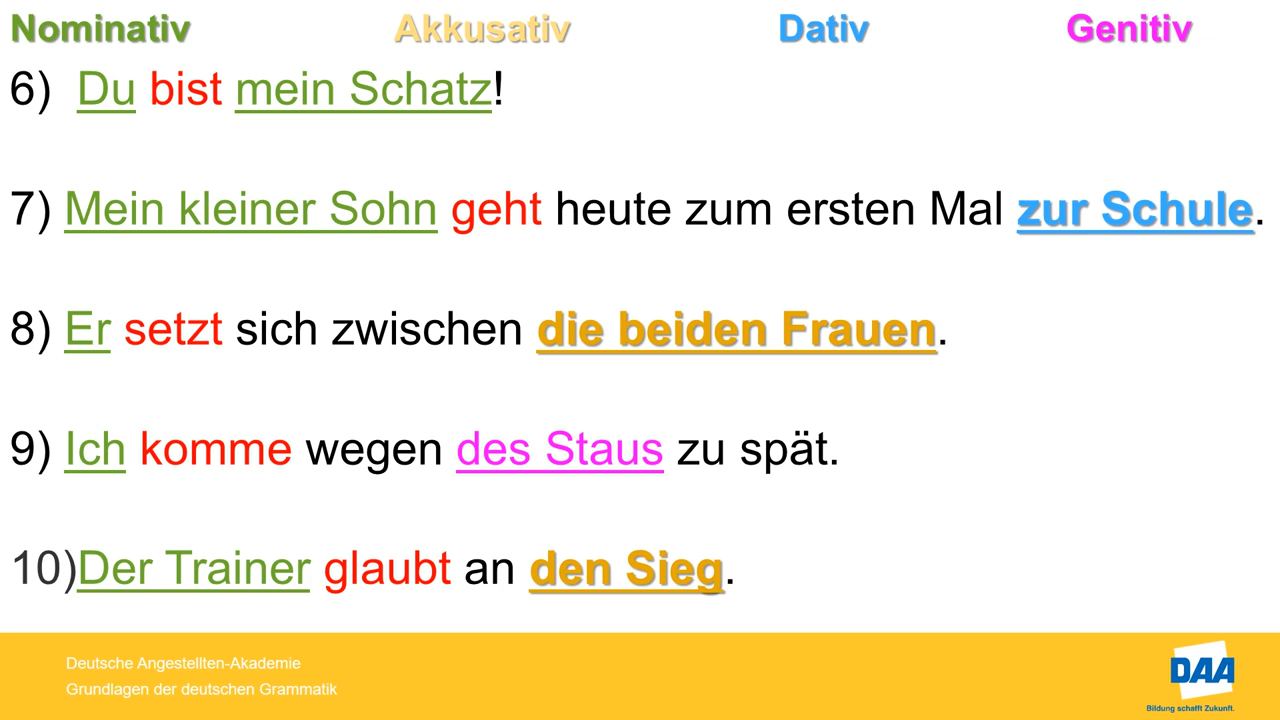 Nominativ Akkusativ Dativ Genitiv
6) Du bist mein Schatz!
7) Mein kleiner Sohn geht heute zum ersten Mal zur Schule.
8) Er setzt sich zwischen die beiden Frauen.
9) Ich komme wegen des Staus zu spät.
10)Der Trainer glaubt an den Sieg.
Deutsche Angestellten-Akademie
Grundlagen der deutschen Grammatik
DAA
Bildung schafft Zukunft.